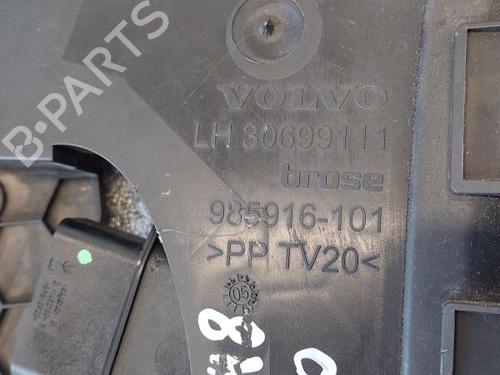 B-PARTS
VOLVO
LH 30699111
brose
985916-101
>PP TV20<
05